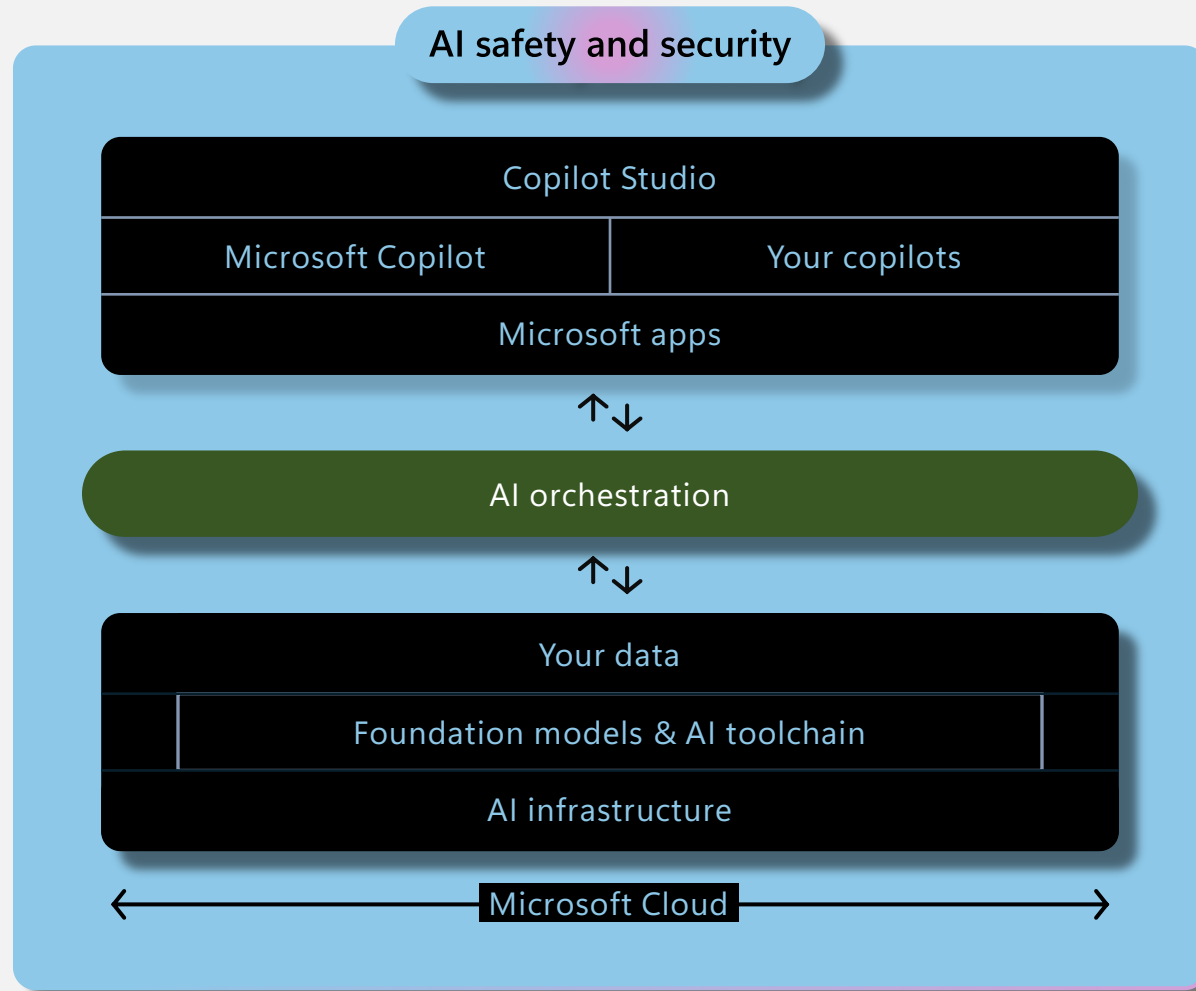 AI safety and security
Copilot Studio
Microsoft Copilot
Your copilots
Microsoft apps
AI orchestration
Your data
Foundation models & AI toolchain
AI infrastructure
Microsoft Cloud